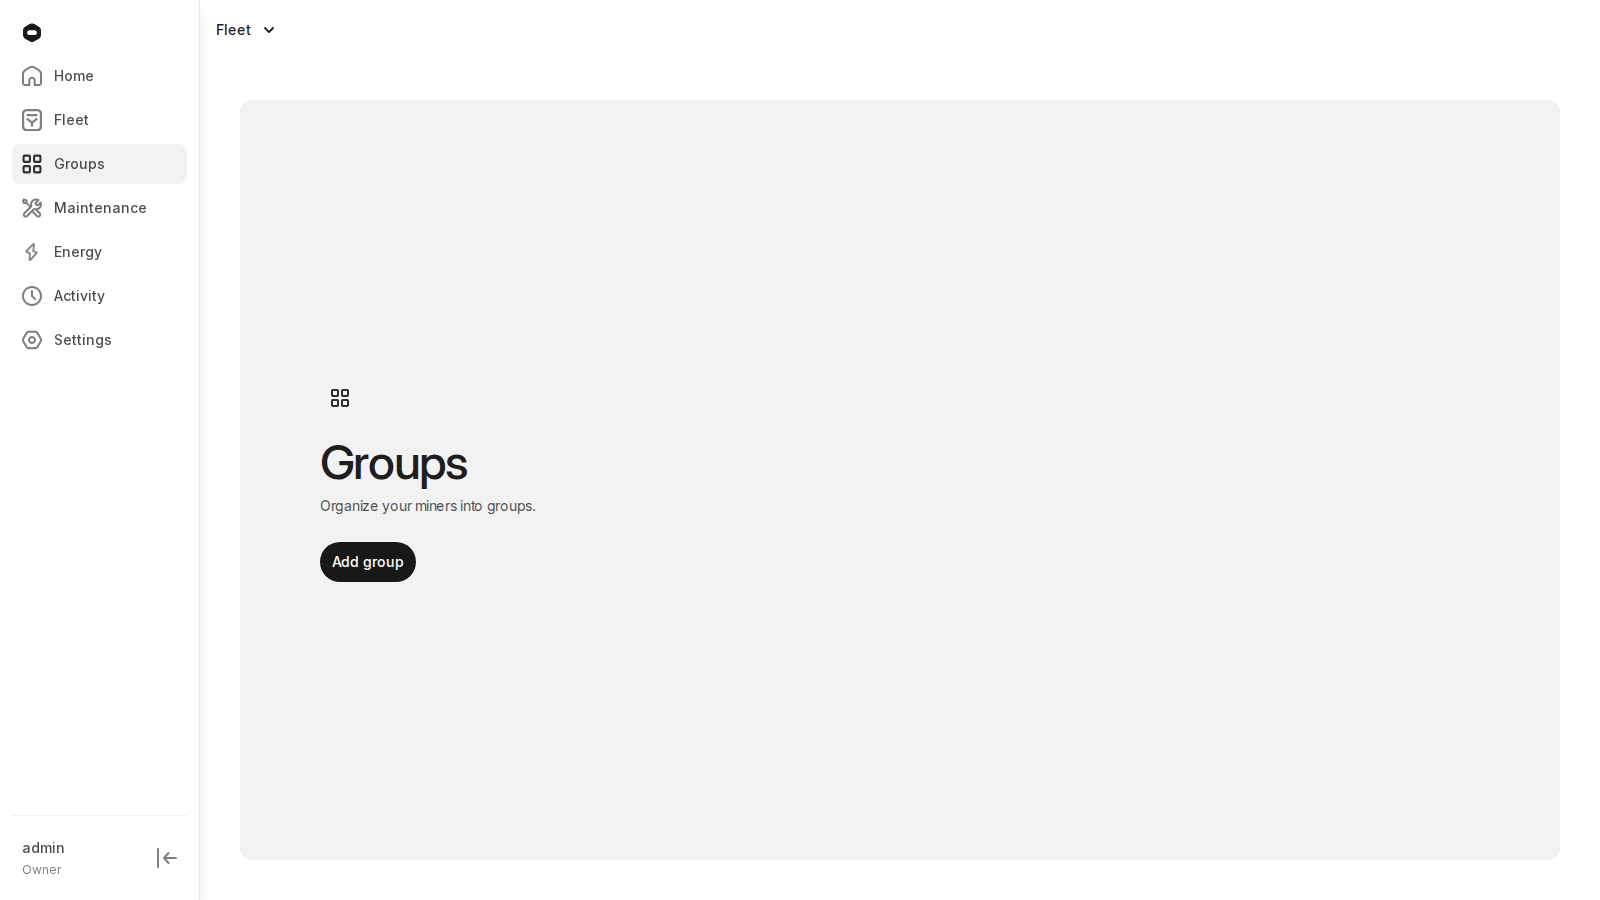 Fleet
Home
Fleet
Groups
Maintenance
Energy
Activity
Settings
Groups
Organize your miners into groups.
Add group
admin
Owner